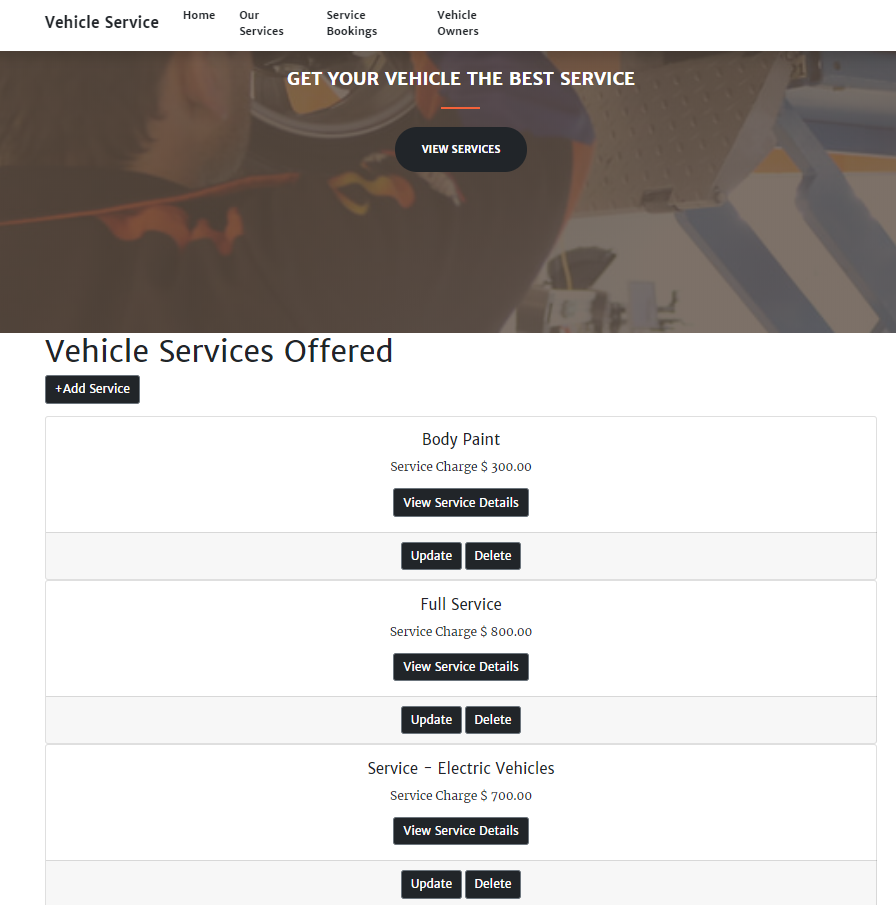 Vehicle Service
Home
Our
Services
Service
Bookings
Vehicle
Owners
GET YOUR VEHICLE THE BEST SERVICE
VIEW SERVICES
Vehicle Services Offered
+Add Service
Body Paint
Service Charge $ 300.00
View Service Details
Update Delete
Full Service
Service Charge $ 800.00
View Service Details
Update Delete
Service - Electric Vehicles
Service Charge $ 700.00
View Service Details
Update Delete